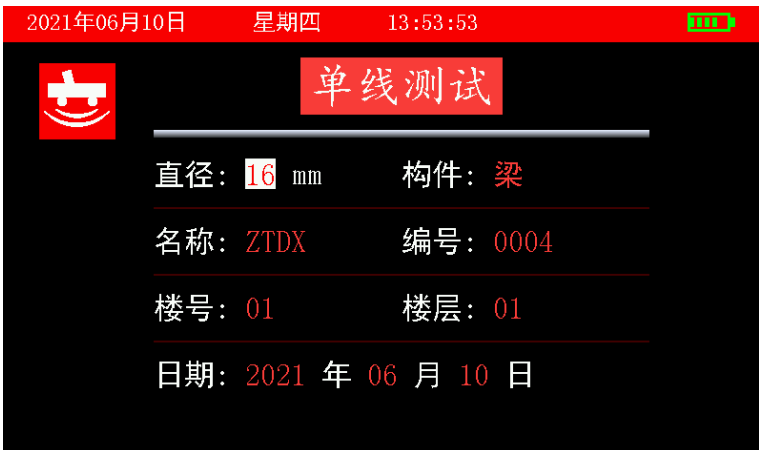 2021年06月10日 星期四 13:53:53
单线测试
直径: 16 mm 构件: 梁
名称: ZTDX 编号: 0004
楼号: 01 楼层: 01
日期: 2021 年 06 月 10 日